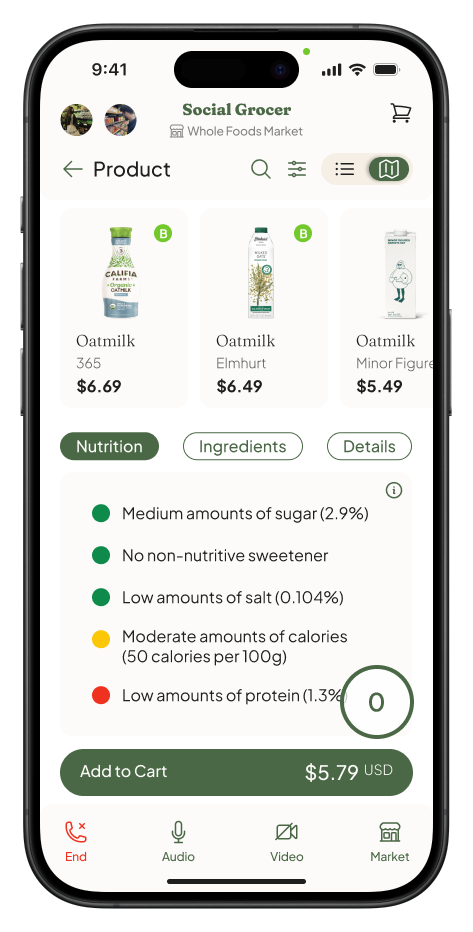 9:41
Social Grocer
Whole Foods Market
Product
B
B
CALIFIA
FARMS
Organic
OATMILK
Oatmilk
365
$6.69
Oatmilk
Elmhurt
$6.49
Oatmilk
Minor Figure
$5.49
Nutrition
Ingredients
Details
Medium amounts of sugar (2.9%)
No non-nutritive sweetener
Low amounts of salt (0.104%)
Moderate amounts of calories
(50 calories per 100g)
Low amounts of protein (1.3%
0
Add to Cart
$5.79 USD
End
Audio
Video
Market